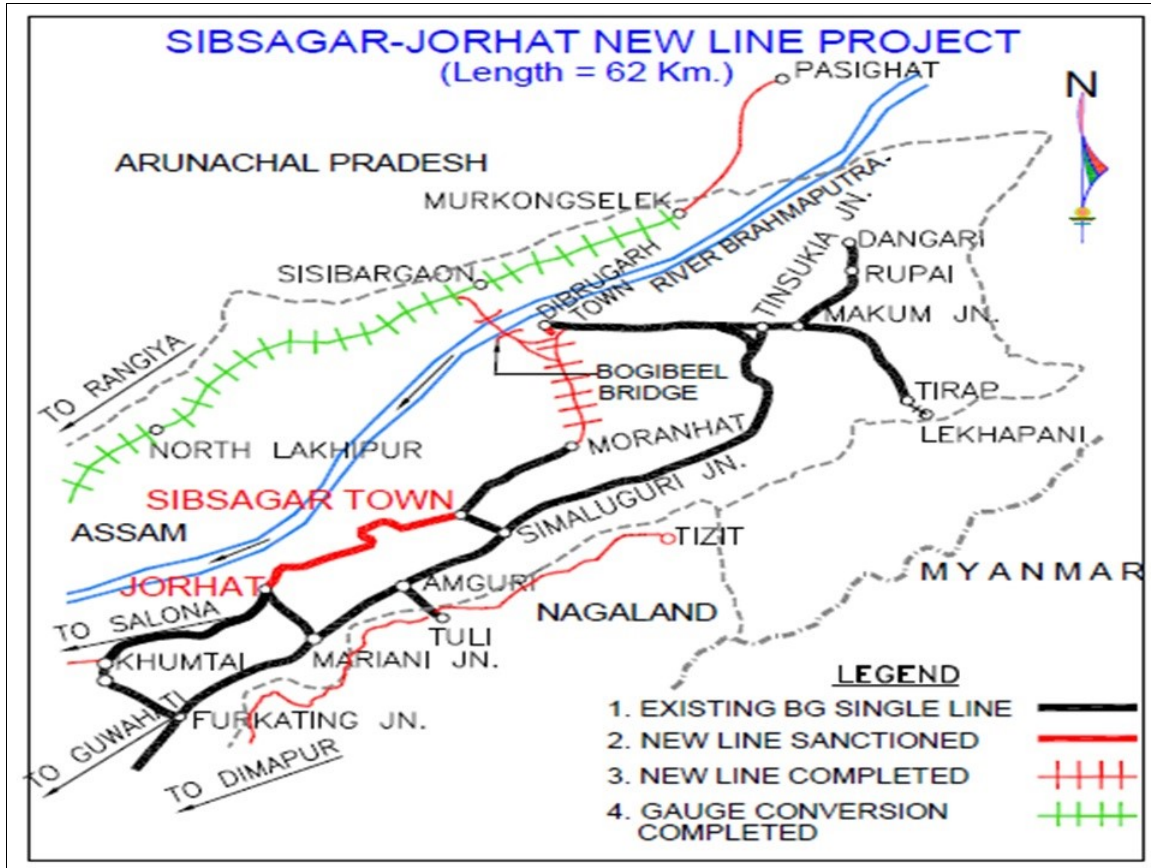 SIBSAGAR-JORHAT NEW LINE PROJECT
(Length = 62 Km.)
PASIGHAT
N
ARUNACHAL PRADESH
MURKONGSELEK
RIVER BRAHMAPUTRA
SISIBARGAON
DIBRUGARH
TOWN
TINSUKIA JN.
DANGARI
RUPAI
MAKUM JN.
TO RANGIYA
BOGIBEEL
BRIDGE
TIRAP
LEKHAPANI
NORTH LAKHIPUR
MORANHAT
SIBSAGAR TOWN
SIMALUGURI JN.
ASSAM
TIZIT
JORHAT
AMGURI
MYANMAR
NAGALAND
TO SALONA
TULI
KHUMTAI
MARIANI JN.
FURKATING JN.
TO GUWAHATI
TO DIMAPUR
LEGEND
1. EXISTING BG SINGLE LINE
2. NEW LINE SANCTIONED
3. NEW LINE COMPLETED
4. GAUGE CONVERSION
COMPLETED